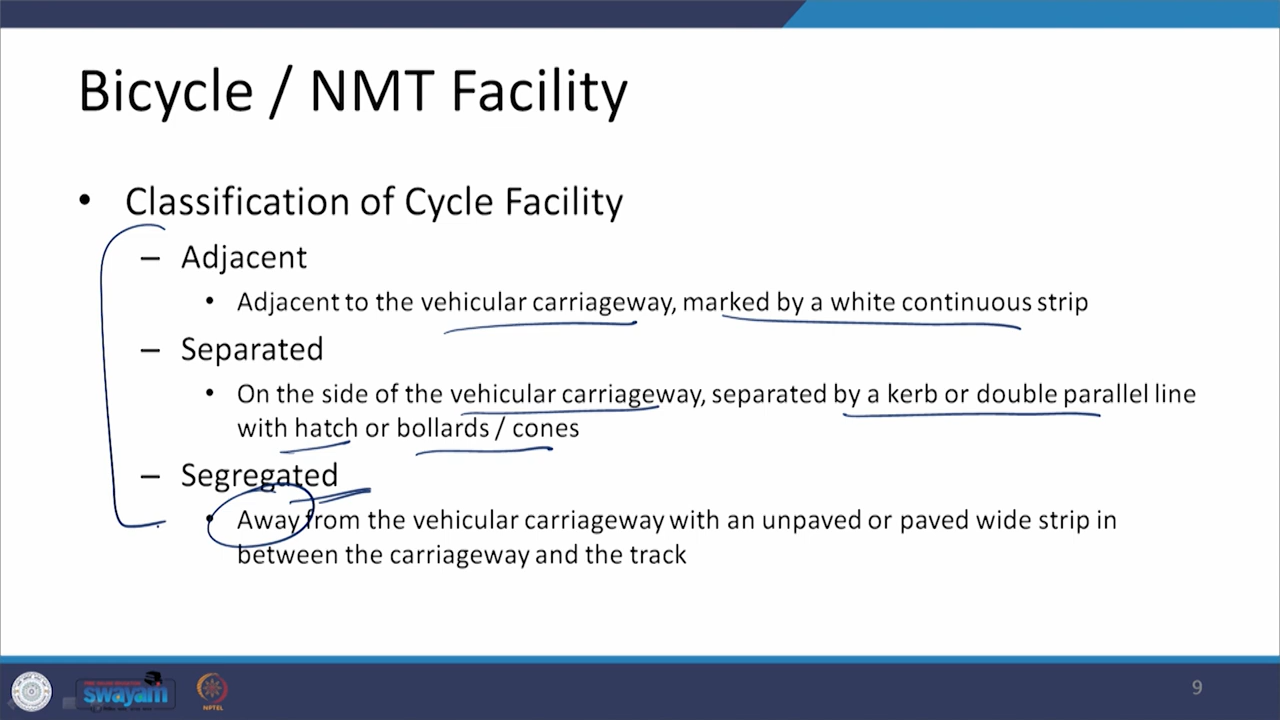 Bicycle / NMT Facility
• Classification of Cycle Facility
– Adjacent
• Adjacent to the vehicular carriageway, marked by a white continuous strip
– Separated
• On the side of the vehicular carriageway, separated by a kerb or double parallel line
with hatch or bollards / cones
– Segregated
• Away from the vehicular carriageway with an unpaved or paved wide strip in
between the carriageway and the track
swayam
NPTEL
9